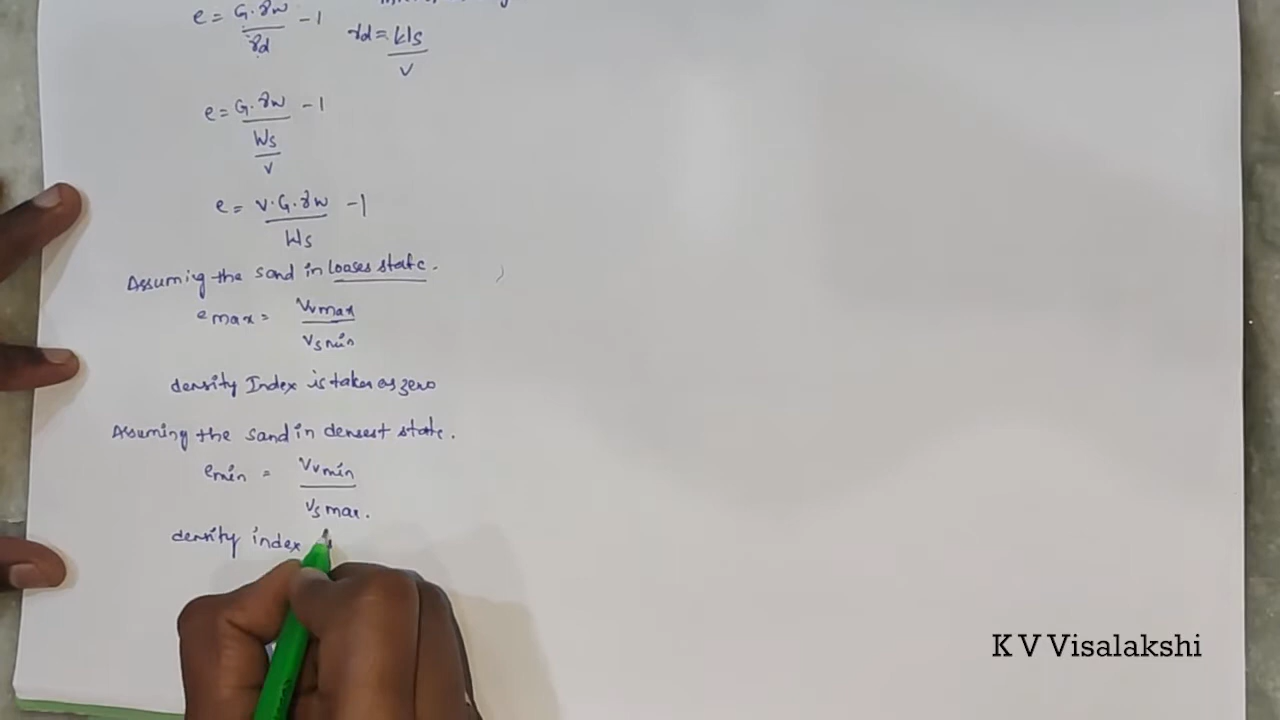 e = G.γw / γd - 1
γd = Ws / V
e = G.γw / Ws / V - 1
e = V.G.γw / Ws - 1
Assuming the sand in looses state.
emax = Vvmax / Vsmin
density Index is taken as zero
Assuming the sand in densest state.
emin = Vvmin / Vsmax.
density index
K V Visalakshi